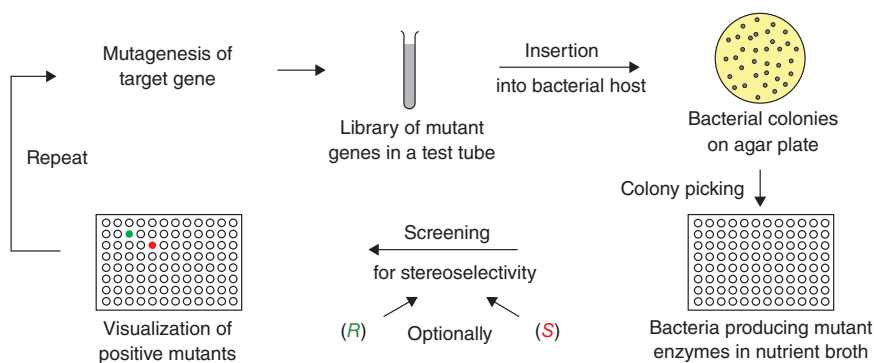 Mutagenesis of
target gene
Library of mutant
genes in a test tube
Insertion
into bacterial host
Bacterial colonies
on agar plate
Colony picking
Bacteria producing mutant
enzymes in nutrient broth
Screening
for stereoselectivity
(R) Optionally (S)
Visualization of
positive mutants
Repeat